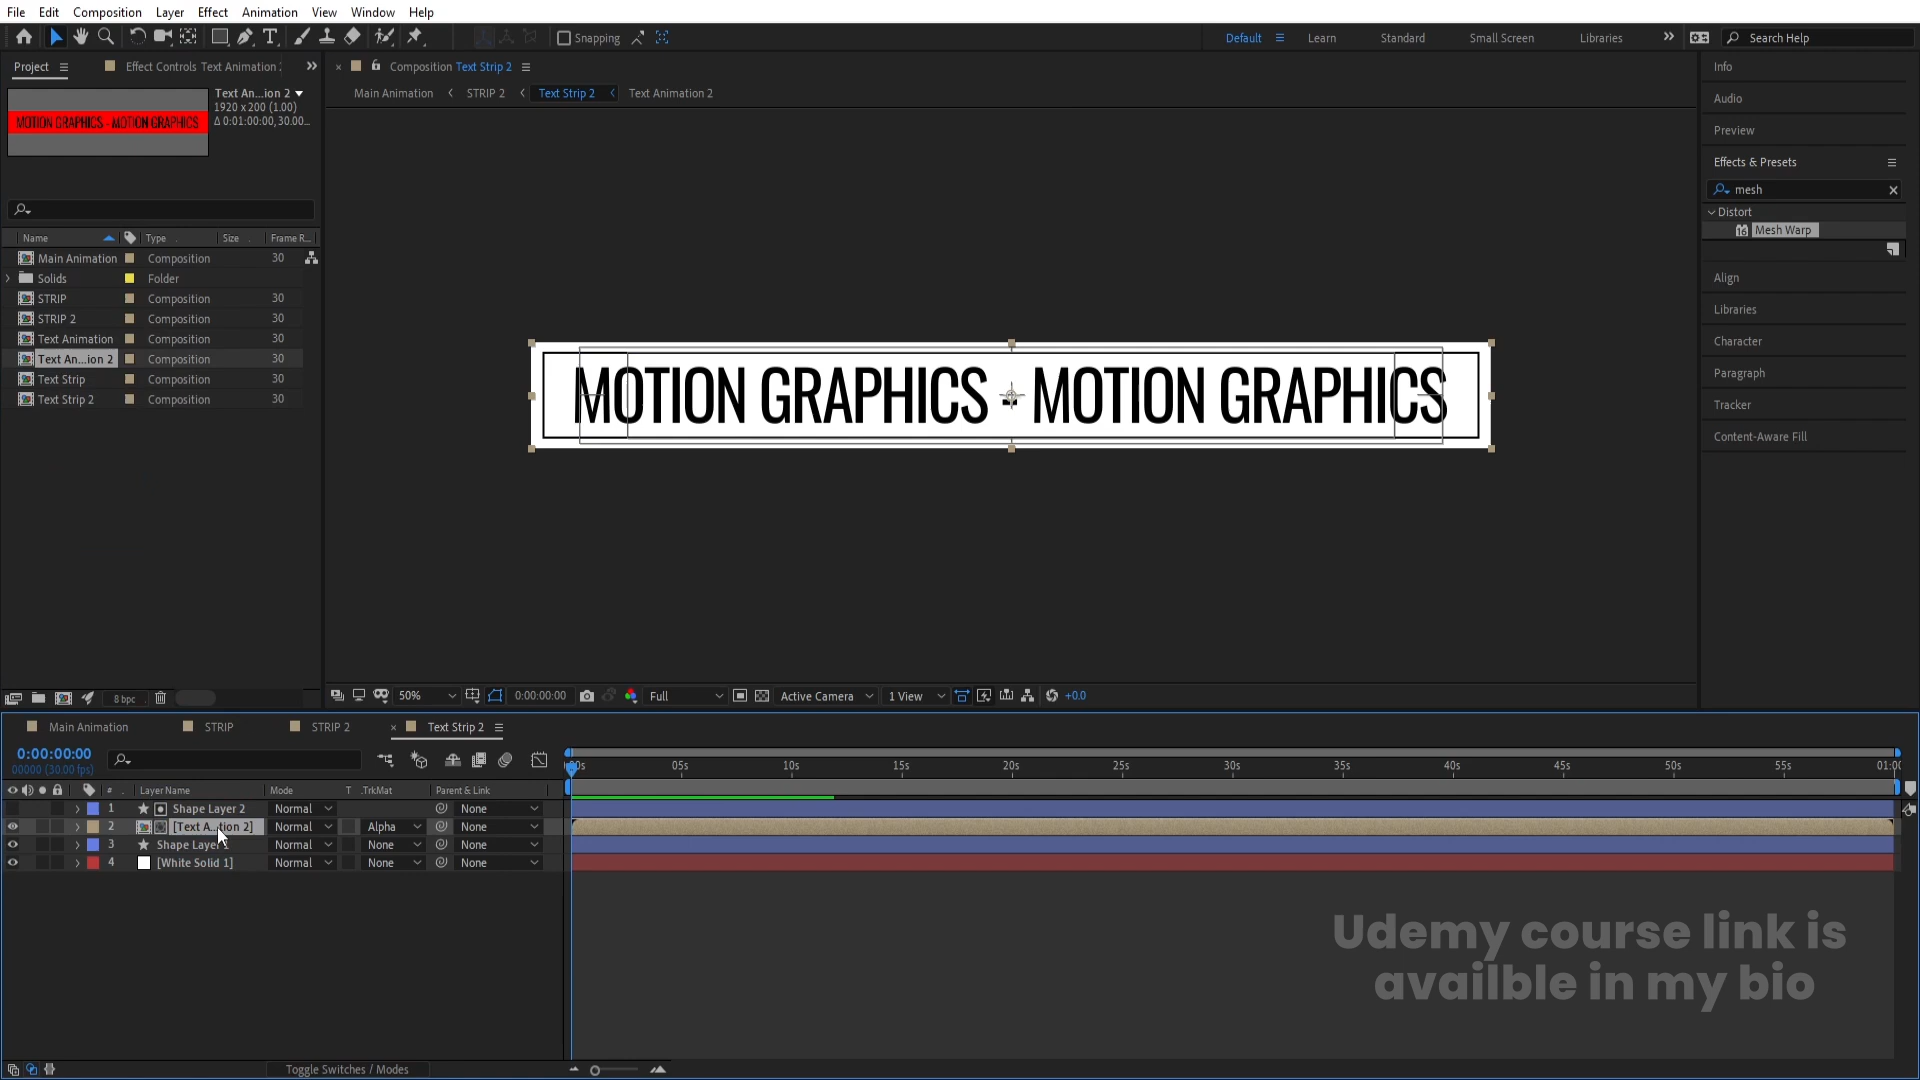 File Edit Composition Layer Effect Animation View Window Help
Snapping
Default Learn Standard Small Screen Libraries Search Help
Project Effect Controls Text Animation
Text An...ion 2
1920 x 200 (1.00)
Δ 0:01:00:00, 30.00...
MOTION GRAPHICS - MOTION GRAPHICS
Name Type Size Frame R...
Main Animation Composition 30
Solids Folder
STRIP Composition 30
STRIP 2 Composition 30
Text Animation Composition 30
Text An...ion 2 Composition 30
Text Strip Composition 30
Text Strip 2 Composition 30
8 bpc
Composition Text Strip 2
Main Animation STRIP 2 Text Strip 2 Text Animation 2
MOTION GRAPHICS - MOTION GRAPHICS
50% 0:00:00:00 Full Active Camera 1 View +0.0
Info
Audio
Preview
Effects & Presets
mesh
Distort
16 Mesh Warp
Align
Libraries
Character
Paragraph
Tracker
Content-Aware Fill
Main Animation STRIP STRIP 2 Text Strip 2
0:00:00:00
00000 (30.00 fps)
05s 10s 15s 20s 25s 30s 35s 40s 45s 50s 55s
# Layer Name Mode T .TrkMat Parent & Link
1 Shape Layer 2 Normal None
2 [Text A...tion 2] Normal Alpha None
3 Shape Layer 1 Normal None None
4 [White Solid 1] Normal None None
Udemy course link is
availble in my bio
Toggle Switches / Modes